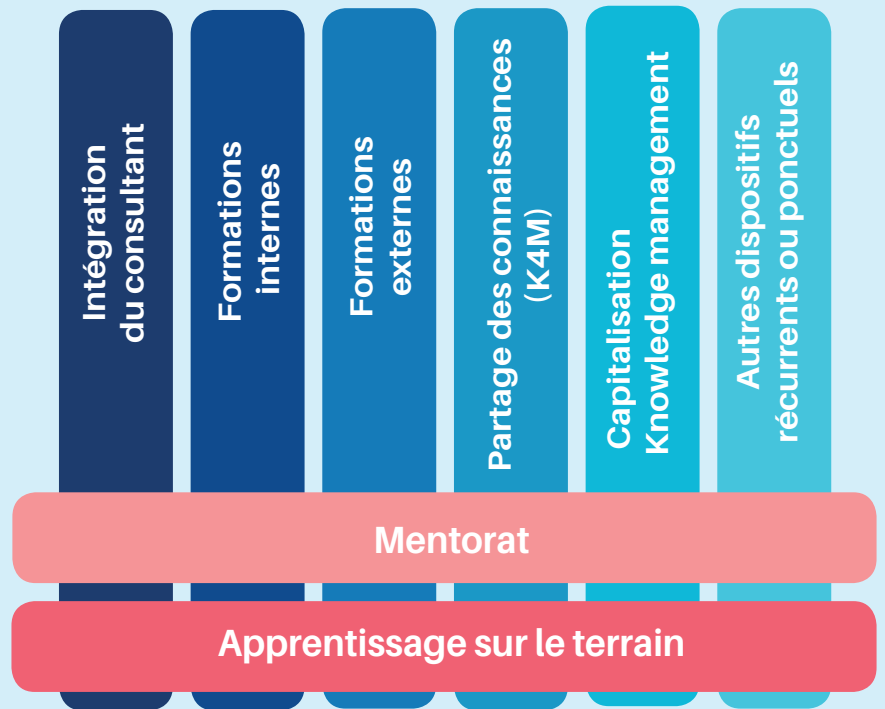 Intégration
du consultant
Formations
internes
Formations
externes
Partage des connaissances
(K4M)
Capitalisation
Knowledge management
Autres dispositifs
récurrents ou ponctuels
Mentorat
Apprentissage sur le terrain